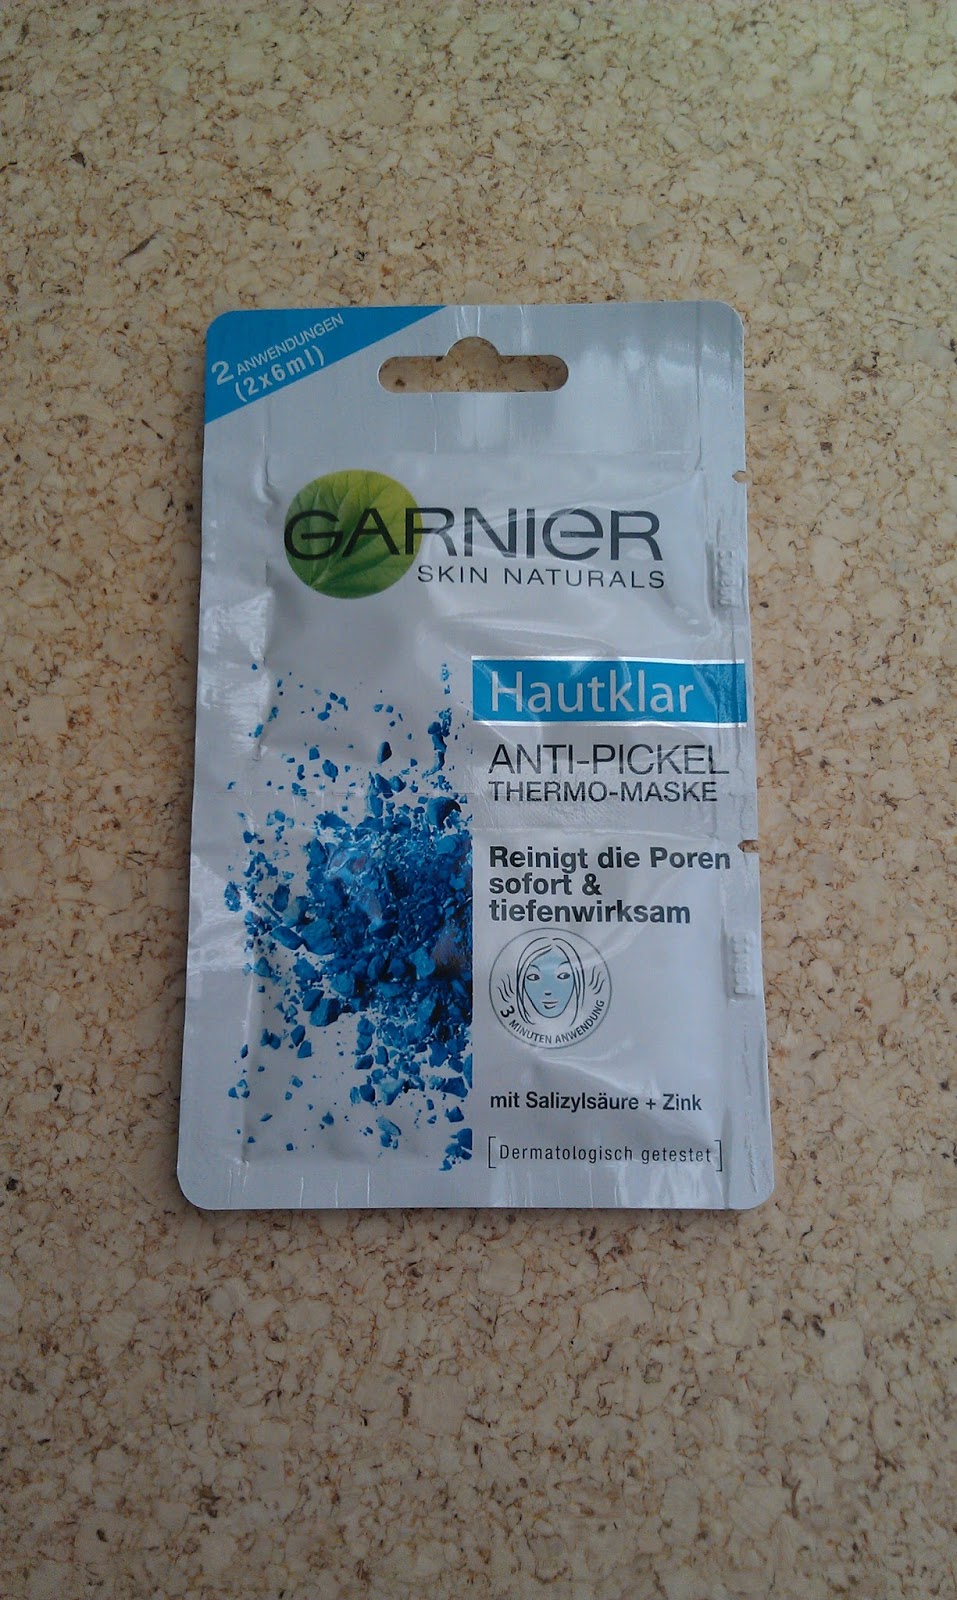 2 ANWENDUNGEN
(2x6ml)
GARNIER
SKIN NATURALS
Hautklar
ANTI-PICKEL
THERMO-MASKE
Reinigt die Poren
sofort &
tiefenwirksam
3 MINUTEN ANWENDUNG
mit Salizylsäure + Zink
[Dermatologisch getestet]